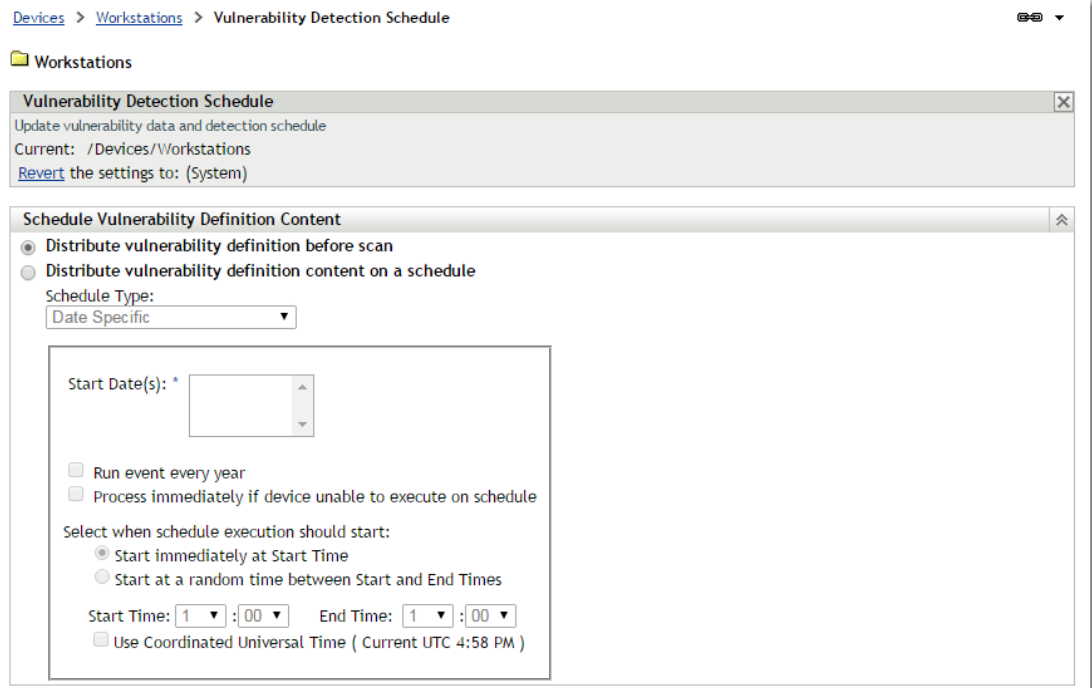 Devices > Workstations > Vulnerability Detection Schedule
Workstations
Vulnerability Detection Schedule
Update vulnerability data and detection schedule
Current: /Devices/Workstations
Revert the settings to: (System)
Schedule Vulnerability Definition Content
Distribute vulnerability definition before scan
Distribute vulnerability definition content on a schedule
Schedule Type:
Date Specific
Start Date(s): *
Run event every year
Process immediately if device unable to execute on schedule
Select when schedule execution should start:
Start immediately at Start Time
Start at a random time between Start and End Times
Start Time: 1 : 00 End Time: 1 : 00
Use Coordinated Universal Time ( Current UTC 4:58 PM )